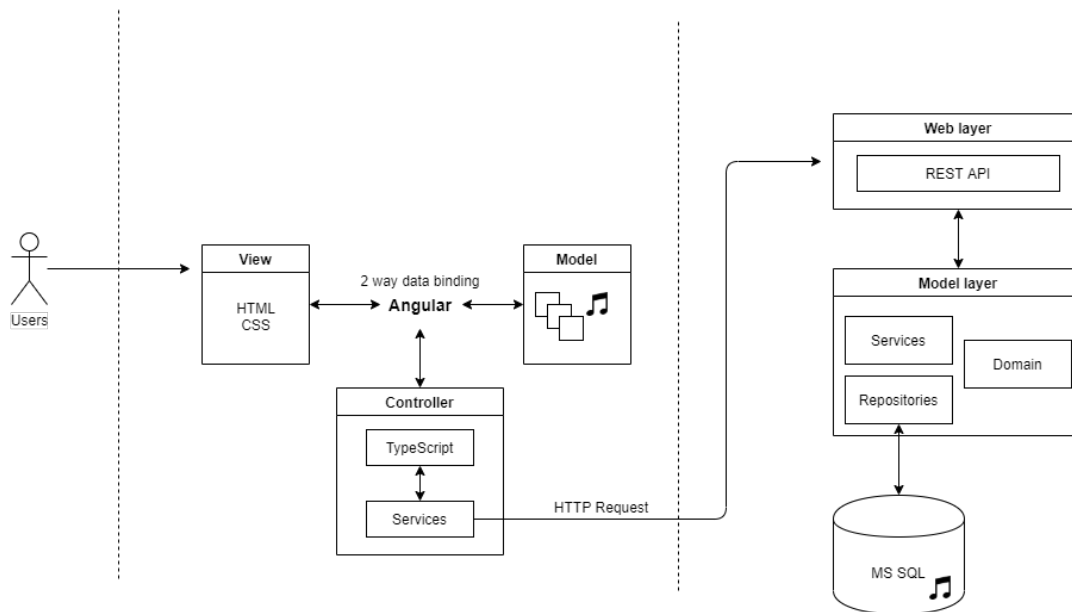 Users
View
HTML
CSS
2 way data binding
Angular
Model
Controller
TypeScript
Services
HTTP Request
Web layer
REST API
Model layer
Services
Domain
Repositories
MS SQL